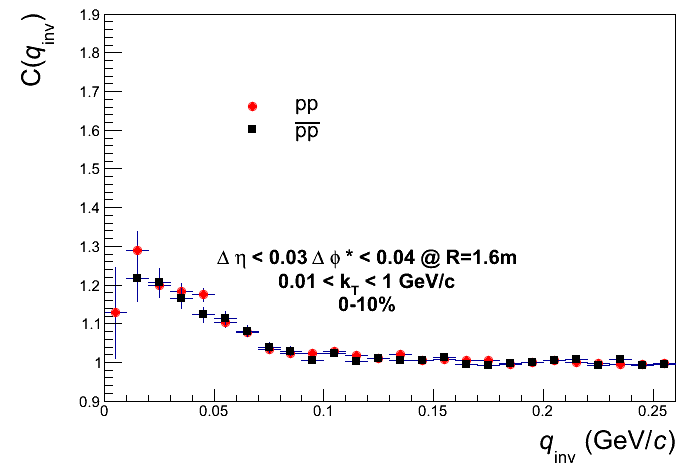 C(q_inv)
1.9
1.8
1.7
1.6
1.5
1.4
1.3
1.2
1.1
1
0.9
pp
p̅p̅
Δ η < 0.03 Δ ϕ * < 0.04 @ R=1.6m
0.01 < k_T < 1 GeV/c
0-10%
0 0.05 0.1 0.15 0.2 0.25
q_inv (GeV/c)